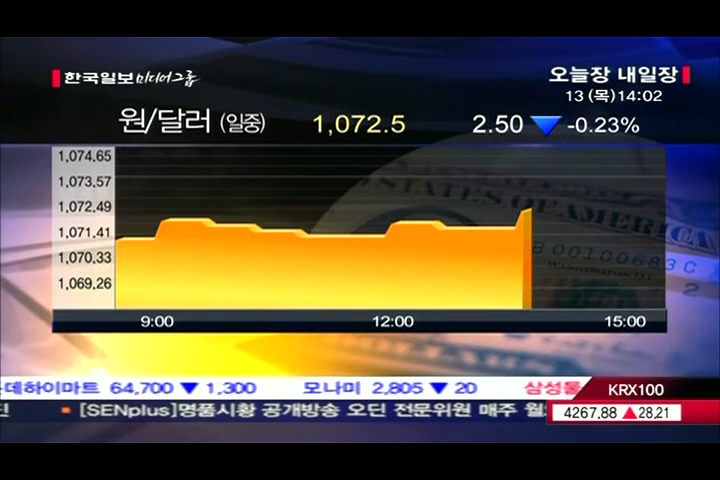 한국일보 미디어그룹
오늘장 내일장
13 (목) 14:02
원/달러 (일중) 1,072.5 2.50 ▼ -0.23%
1,074.65
1,073.57
1,072.49
1,071.41
1,070.33
1,069.26
9:00 12:00 15:00
STATES OF AMERICA
B 00100683 C
WASHINGTON
2
데하이마트 64,700 ▼ 1,300 모나미 2,805 ▼ 20 삼성물
KRX100
[SENplus]명품시황 공개방송 오딘 전문위원 매주 월
4267.88 ▲28.21